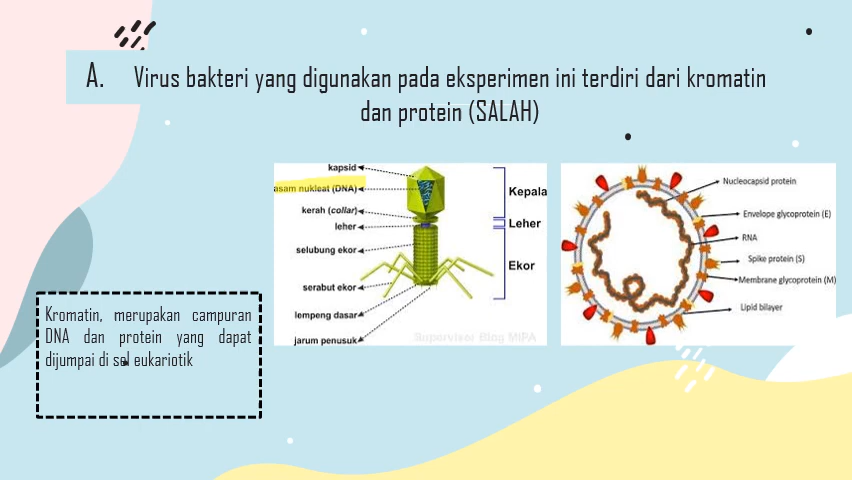 A. Virus bakteri yang digunakan pada eksperimen ini terdiri dari kromatin
dan protein (SALAH)
kapsid
asam nukleat (DNA)
kerah (collar)
leher
selubung ekor
serabut ekor
lempeng dasar
jarum penusuk
Kepala
Leher
Ekor
Supervisor Blog MIPA
Nucleocapsid protein
Envelope glycoprotein (E)
RNA
Spike protein (S)
Membrane glycoprotein (M)
Lipid bilayer
Kromatin, merupakan campuran
DNA dan protein yang dapat
dijumpai di sel eukariotik